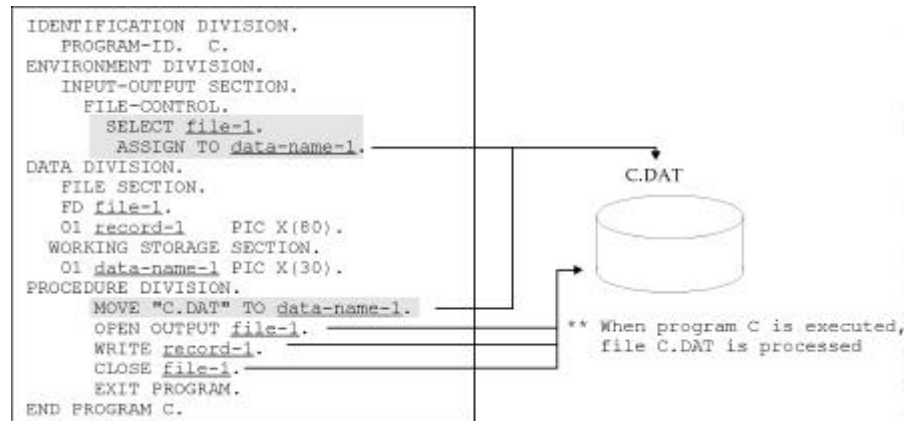 IDENTIFICATION DIVISION.
PROGRAM-ID. C.
ENVIRONMENT DIVISION.
INPUT-OUTPUT SECTION.
FILE-CONTROL.
SELECT file-1.
ASSIGN TO data-name-1.
DATA DIVISION.
FILE SECTION.
FD file-1.
01 record-1 PIC X(80).
WORKING STORAGE SECTION.
01 data-name-1 PIC X(30).
PROCEDURE DIVISION.
MOVE "C.DAT" TO data-name-1.
OPEN OUTPUT file-1.
WRITE record-1.
CLOSE file-1.
EXIT PROGRAM.
END PROGRAM C.
C.DAT
** When program C is executed,
file C.DAT is processed